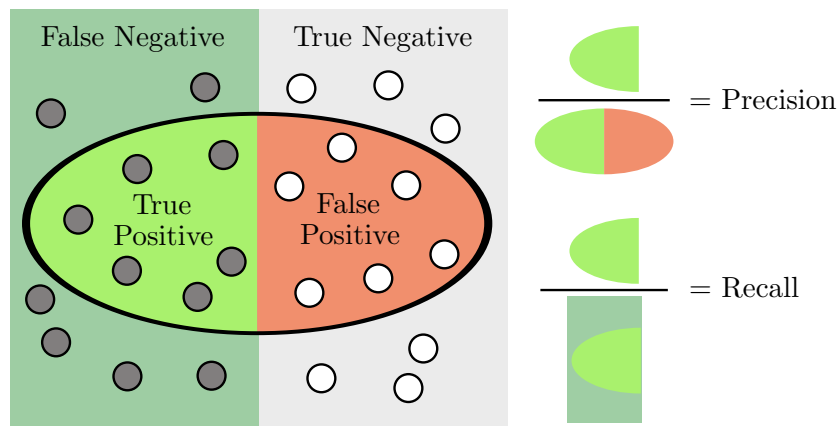 False Negative
True Negative
True
Positive
False
Positive
= Precision
= Recall